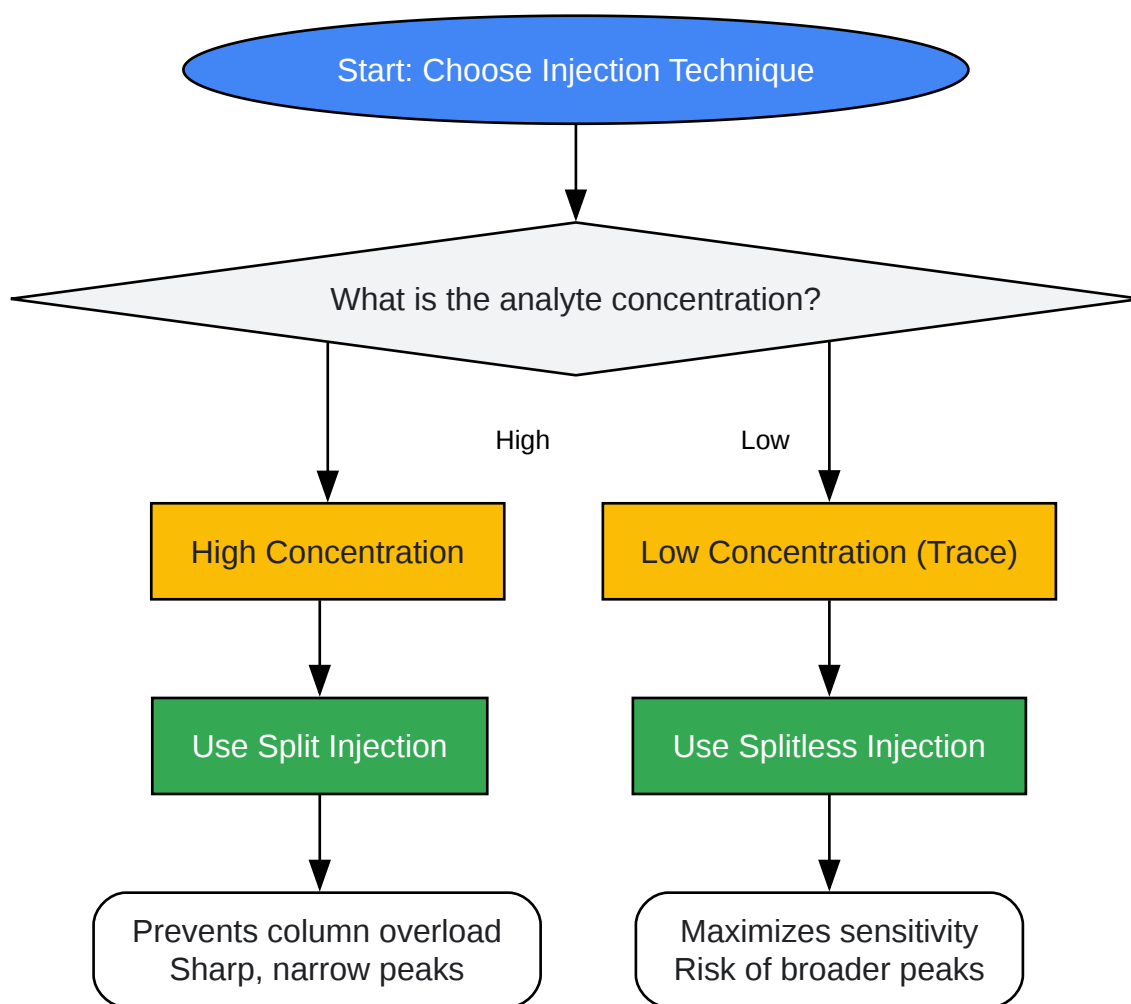 Start: Choose Injection Technique
What is the analyte concentration?
High
Low
High Concentration
Low Concentration (Trace)
Use Split Injection
Use Splitless Injection
Prevents column overload
Sharp, narrow peaks
Maximizes sensitivity
Risk of broader peaks